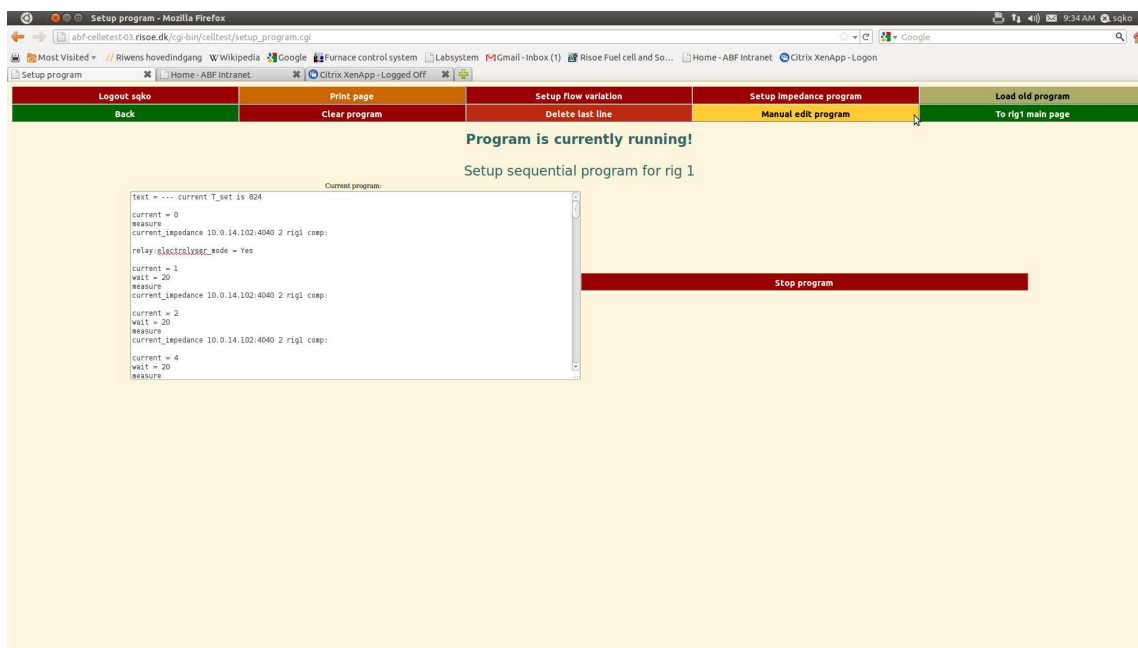 Setup program - Mozilla Firefox
9:34 AM sqko
abf-celletest-03.risoe.dk/cgi-bin/celltest/setup_program.cgi
Google
Most Visited Riwens hovedindgang Wikipedia Google Furnace control system Labsystem Gmail - Inbox (1) Risoe Fuel cell and So... Home - ABF Intranet Citrix XenApp - Logon
Setup program Home - ABF Intranet Citrix XenApp - Logged Off
Logout sqko Print page Setup flow variation Setup impedance program Load old program
Back Clear program Delete last line Manual edit program To rig1 main page
Program is currently running!
Setup sequential program for rig 1
Current program:
text = --- current T_set is 824
current = 0
measure
current_impedance 10.0.14.102:4040 2 rig1 comp:
relay:electrolyser_mode = Yes
current = 1
wait = 20
measure
current_impedance 10.0.14.102:4040 2 rig1 comp:
Stop program
current = 2
wait = 20
measure
current_impedance 10.0.14.102:4040 2 rig1 comp:
current = 4
wait = 20
measure